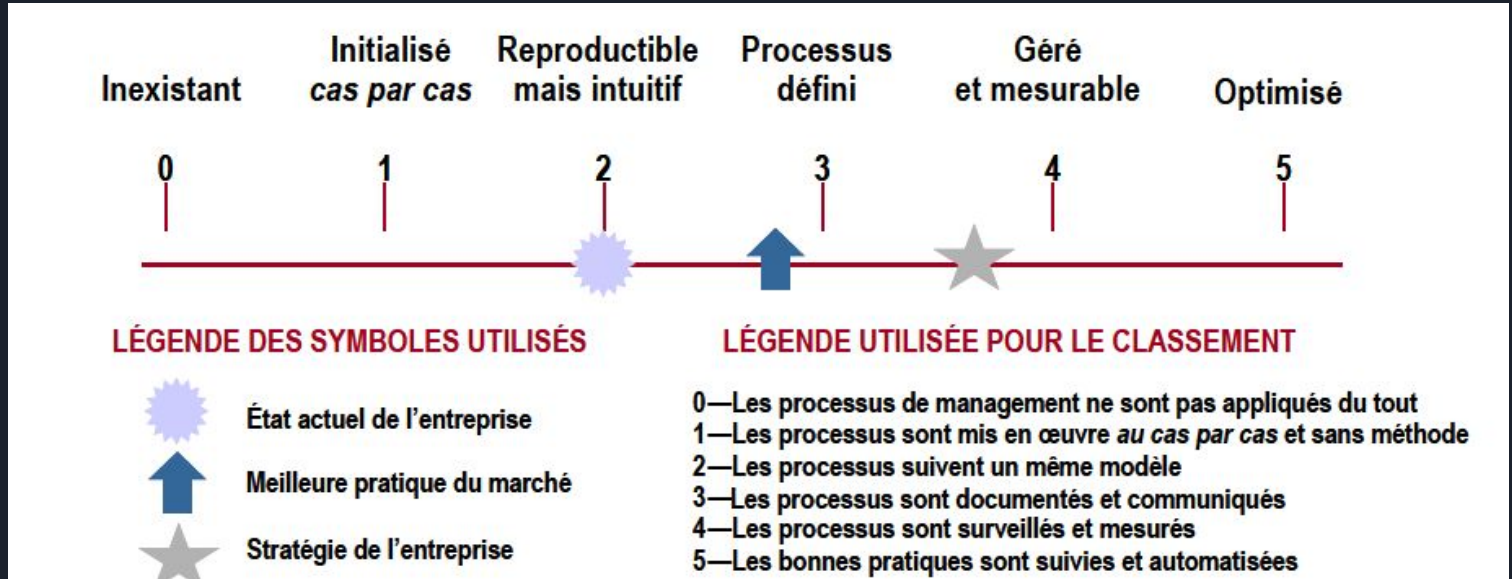 Inexistant
Initialisé
cas par cas
Reproductible
mais intuitif
Processus
défini
Géré
et mesurable
Optimisé
0 1 2 3 4 5
LÉGENDE DES SYMBOLES UTILISÉS
État actuel de l'entreprise
Meilleure pratique du marché
Stratégie de l'entreprise
LÉGENDE UTILISÉE POUR LE CLASSEMENT
0—Les processus de management ne sont pas appliqués du tout
1—Les processus sont mis en œuvre au cas par cas et sans méthode
2—Les processus suivent un même modèle
3—Les processus sont documentés et communiqués
4—Les processus sont surveillés et mesurés
5—Les bonnes pratiques sont suivies et automatisées